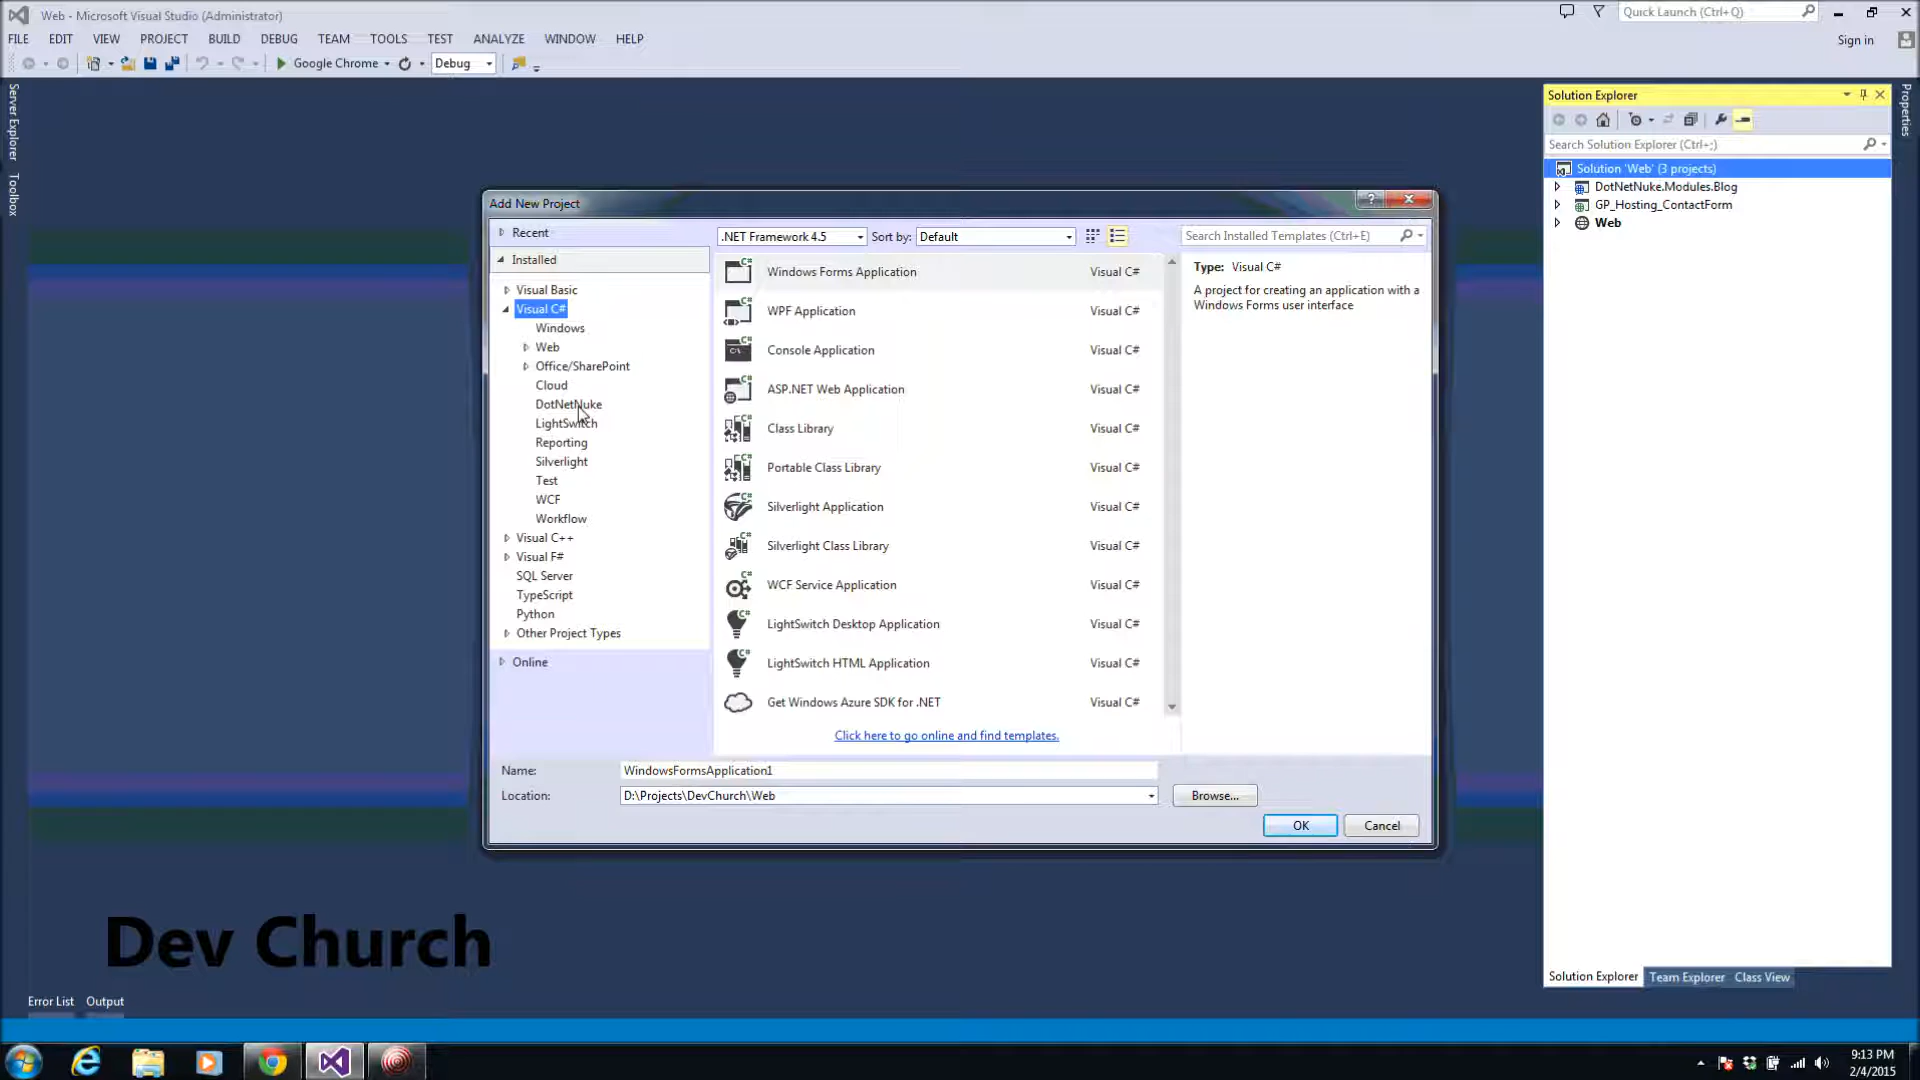 Web - Microsoft Visual Studio (Administrator)
Quick Launch (Ctrl+Q)
FILE EDIT VIEW PROJECT BUILD DEBUG TEAM TOOLS TEST ANALYZE WINDOW HELP
Sign in
Google Chrome
Debug
Server Explorer
Toolbox
Properties
Solution Explorer
Search Solution Explorer (Ctrl+;)
Solution 'Web' (3 projects)
DotNetNuke.Modules.Blog
GP_Hosting_ContactForm
Web
Add New Project
Recent
.NET Framework 4.5
Sort by: Default
Search Installed Templates (Ctrl+E)
Installed
Visual Basic
Visual C#
Windows
Web
Office/SharePoint
Cloud
DotNetNuke
LightSwitch
Reporting
Silverlight
Test
WCF
Workflow
Visual C++
Visual F#
SQL Server
TypeScript
Python
Other Project Types
Online
Windows Forms Application Visual C#
WPF Application Visual C#
Console Application Visual C#
ASP.NET Web Application Visual C#
Class Library Visual C#
Portable Class Library Visual C#
Silverlight Application Visual C#
Silverlight Class Library Visual C#
WCF Service Application Visual C#
LightSwitch Desktop Application Visual C#
LightSwitch HTML Application Visual C#
Get Windows Azure SDK for .NET Visual C#
Click here to go online and find templates.
Type: Visual C#
A project for creating an application with a
Windows Forms user interface
Name: WindowsFormsApplication1
Location: D:\Projects\DevChurch\Web
Browse...
OK
Cancel
Dev Church
Solution Explorer Team Explorer Class View
Error List Output
9:13 PM
2/4/2015